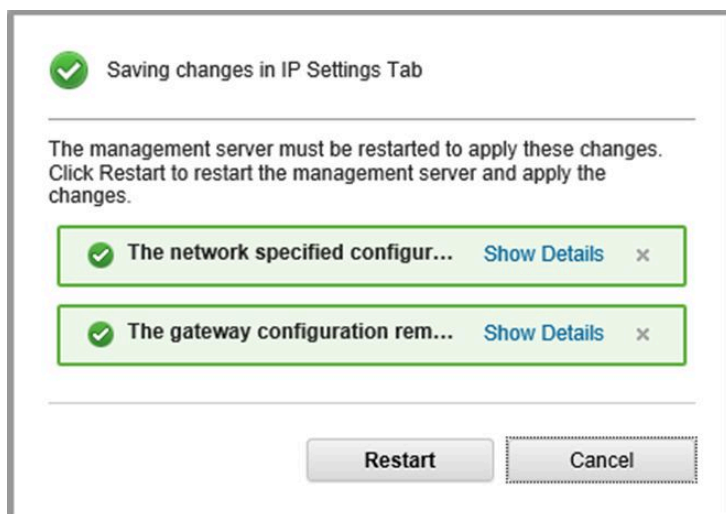 Saving changes in IP Settings Tab
The management server must be restarted to apply these changes.
Click Restart to restart the management server and apply the
changes.
The network specified configur... Show Details ×
The gateway configuration rem... Show Details ×
Restart Cancel